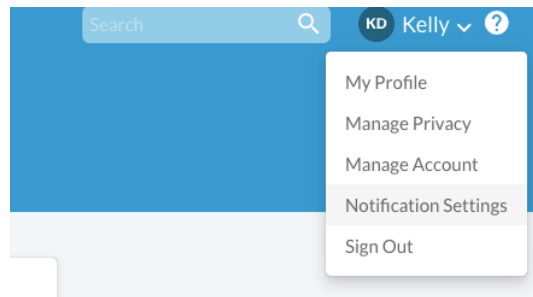 Search KD Kelly ?
My Profile
Manage Privacy
Manage Account
Notification Settings
Sign Out